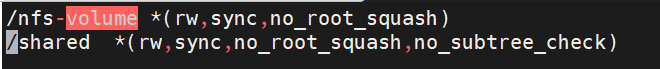 /nfs-volume *(rw,sync,no_root_squash)
/shared  *(rw,sync,no_root_squash,no_subtree_check)